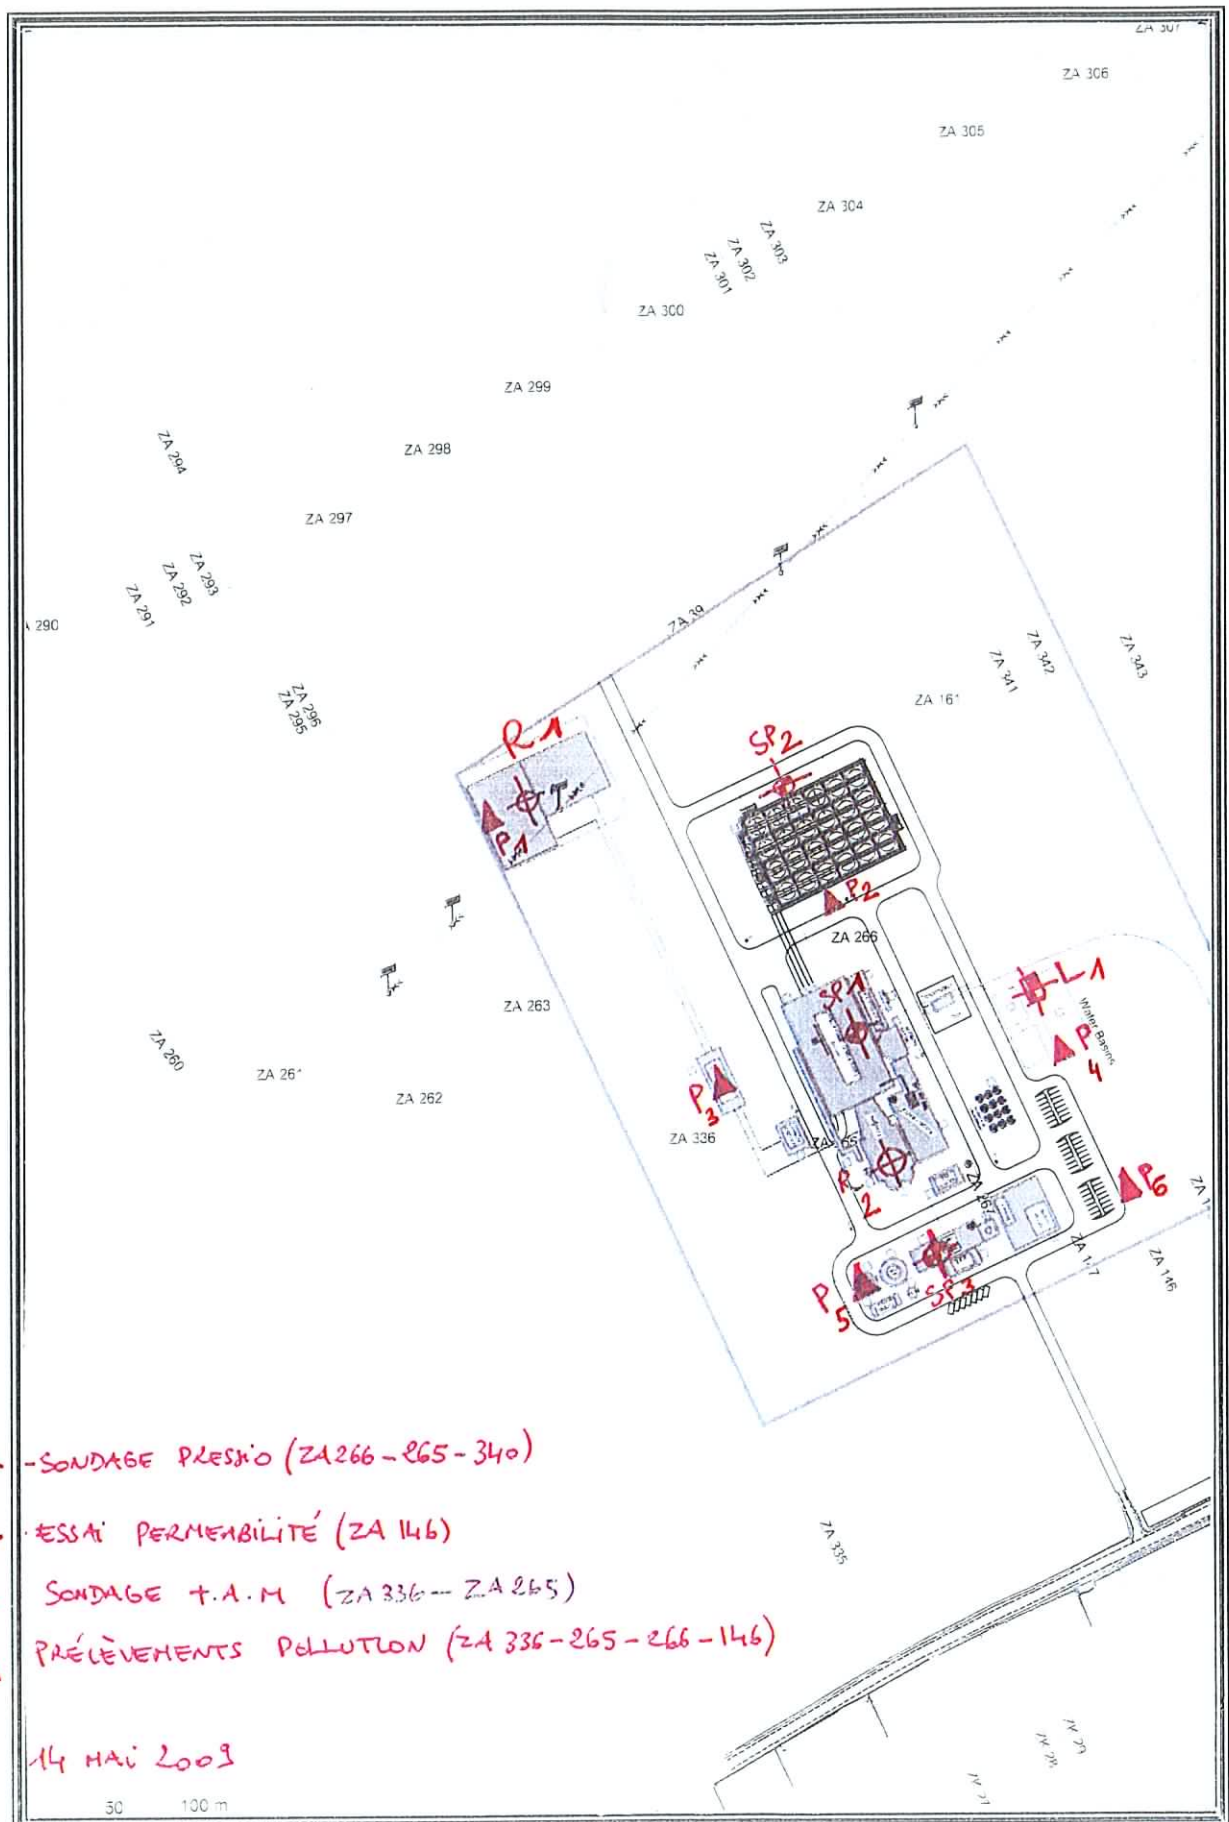 ZA 307
ZA 306
ZA 305
ZA 304
ZA 303
ZA 302
ZA 301
ZA 300
ZA 299
ZA 298
ZA 294
ZA 297
ZA 293
ZA 292
ZA 291
290
ZA 39
ZA 342
ZA 341
ZA 343
ZA 296
ZA 295
ZA 161
R1
SP2
P1
P2
ZA 266
SP1
L1
Water Basins
P4
ZA 263
ZA 260
ZA 261
ZA 262
P3
ZA 336
R2
ZA 267
P6
ZA 146
P5
SP3
ZA 335
-SONDAGE PRESSIO (ZA266-265-340)
ESSAI PERMEABILITÉ (ZA 146)
SONDAGE T.A.M (ZA 336-- ZA 265)
PRÉLÈVEMENTS POLLUTION (ZA 336-265-266-146)
14 MAI 2009
50 100 m